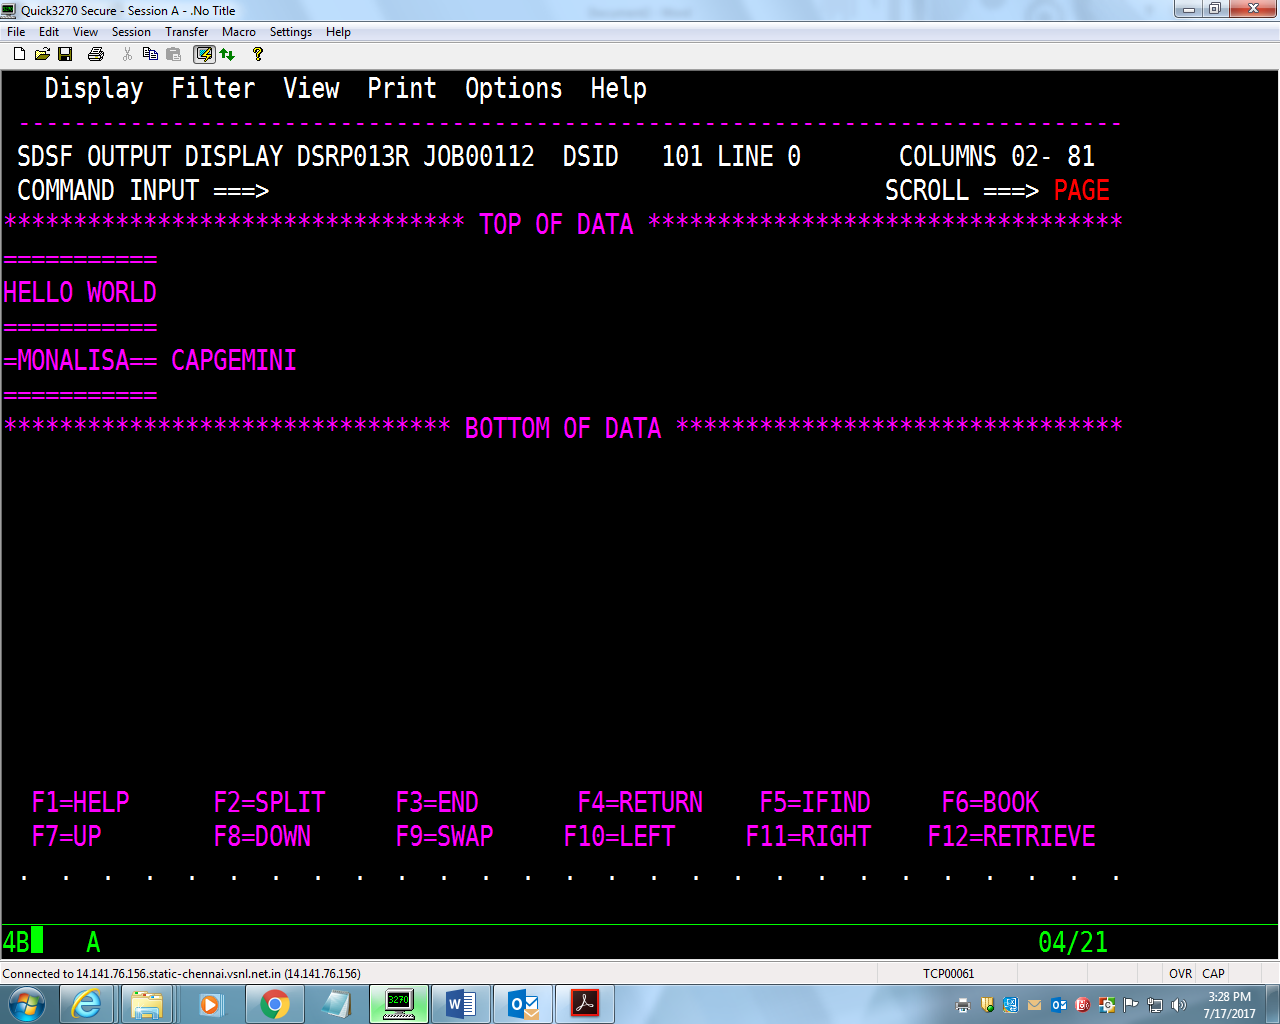 Quick3270 Secure - Session A - .No Title
File Edit View Session Transfer Macro Settings Help
Display Filter View Print Options Help
-------------------------------------------------------------------------------
SDSF OUTPUT DISPLAY DSRP013R JOB00112 DSID 101 LINE 0 COLUMNS 02- 81
COMMAND INPUT ===> SCROLL ===> PAGE
********************************* TOP OF DATA **********************************
===========
HELLO WORLD
===========
=MONALISA== CAPGEMINI
===========
******************************** BOTTOM OF DATA ********************************
F1=HELP F2=SPLIT F3=END F4=RETURN F5=IFIND F6=BOOK
F7=UP F8=DOWN F9=SWAP F10=LEFT F11=RIGHT F12=RETRIEVE
. . . . . . . . . . . . . . . . . . . . . . . . . . .
4B A 04/21
Connected to 14.141.76.156.static-chennai.vsnl.net.in (14.141.76.156) TCP00061 OVR CAP
3270
3:28 PM
7/17/2017